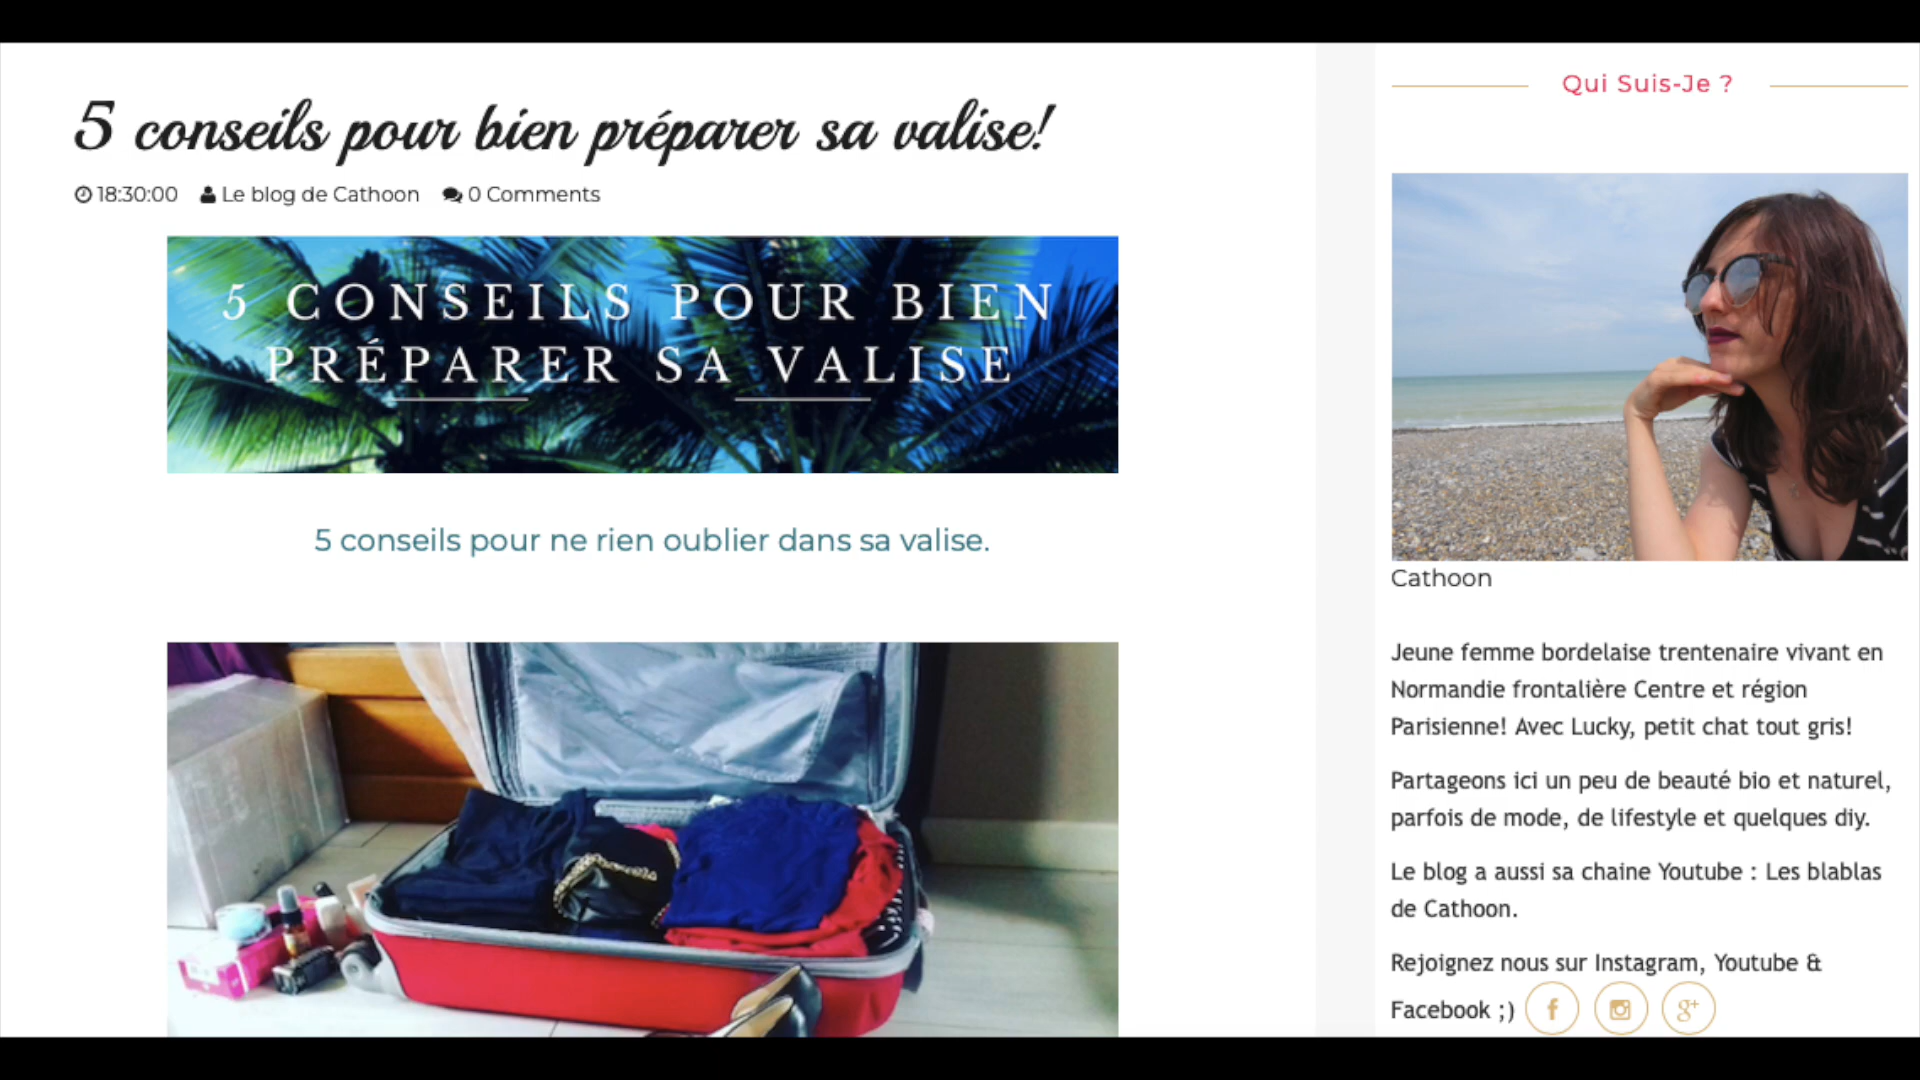 5 conseils pour bien préparer sa valise!
18:30:00 Le blog de Cathoon 0 Comments
5 CONSEILS POUR BIEN
PRÉPARER SA VALISE
5 conseils pour ne rien oublier dans sa valise.
Qui Suis-Je ?
Cathoon
Jeune femme bordelaise trentenaire vivant en
Normandie frontalière Centre et région
Parisienne! Avec Lucky, petit chat tout gris!
Partageons ici un peu de beauté bio et naturel,
parfois de mode, de lifestyle et quelques diy.
Le blog a aussi sa chaine Youtube : Les blablas
de Cathoon.
Rejoignez nous sur Instagram, Youtube &
Facebook ;) f g+